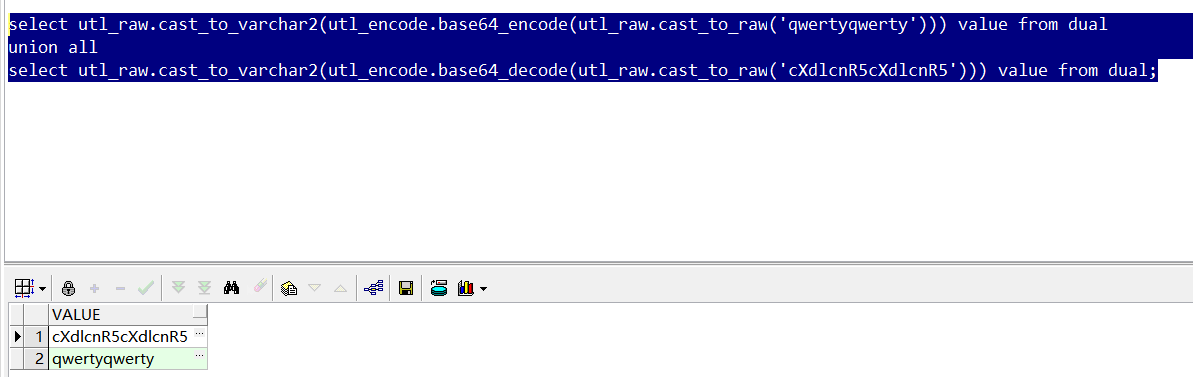 select utl_raw.cast_to_varchar2(utl_encode.base64_encode(utl_raw.cast_to_raw('qwertyqwerty'))) value from dual
union all
select utl_raw.cast_to_varchar2(utl_encode.base64_decode(utl_raw.cast_to_raw('cXdlcnR5cXdlcnR5'))) value from dual;
VALUE
1 cXdlcnR5cXdlcnR5 ...
2 qwertyqwerty ...